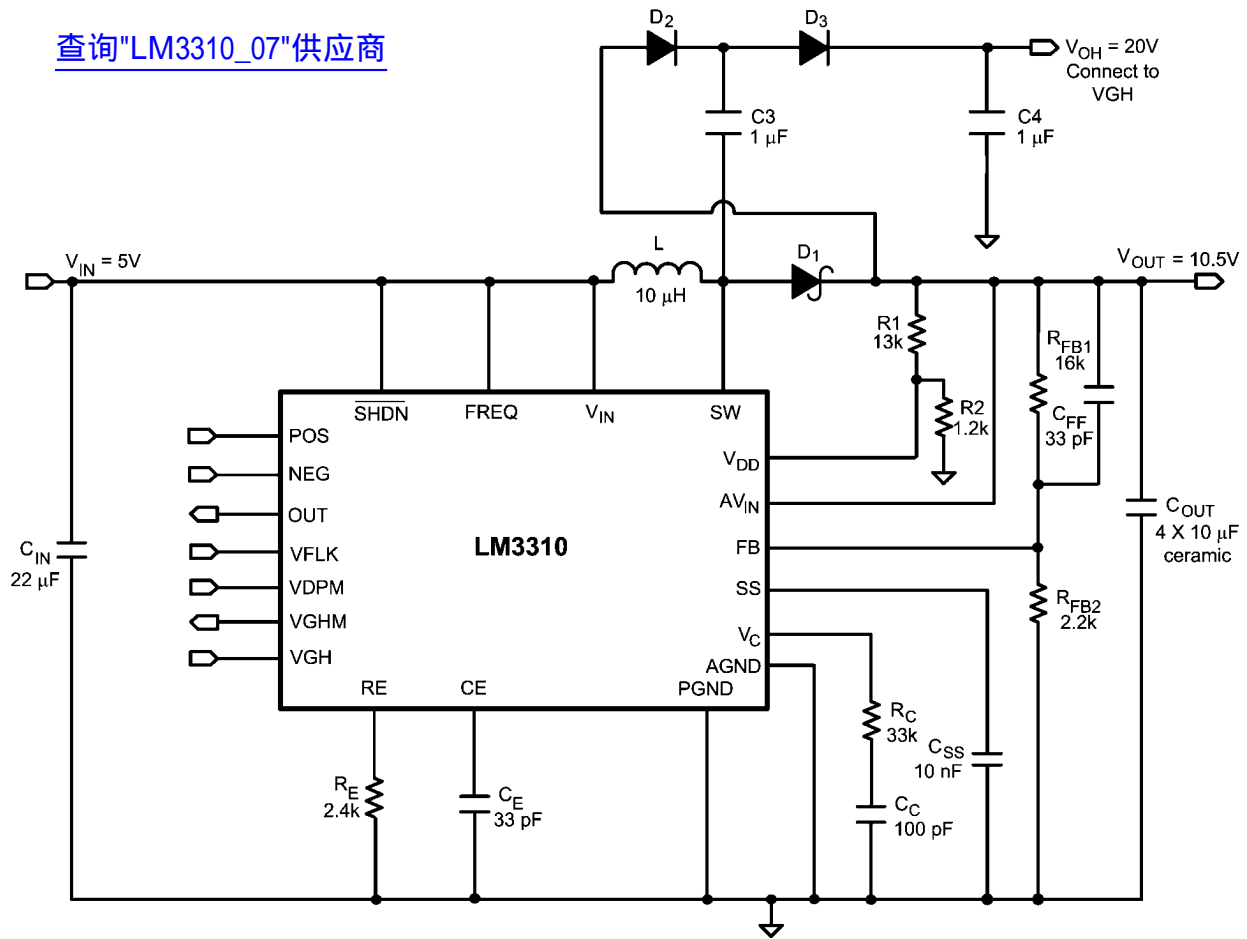 查询"LM3310_07"供应商
D2
D3
VOH = 20V
Connect to
VGH
C3
1 μF
C4
1 μF
VIN = 5V
L
10 μH
D1
VOUT = 10.5V
R1
13k
R2
1.2k
RFB1
16k
CFF
33 pF
SHDN
FREQ
VIN
SW
POS
NEG
OUT
VFLK
VDPM
VGHM
VGH
LM3310
VDD
AVIN
FB
SS
VC
AGND
PGND
RE
CE
CIN
22 μF
COUT
4 X 10 μF
ceramic
RFB2
2.2k
RE
2.4k
CE
33 pF
RC
33k
CC
100 pF
CSS
10 nF